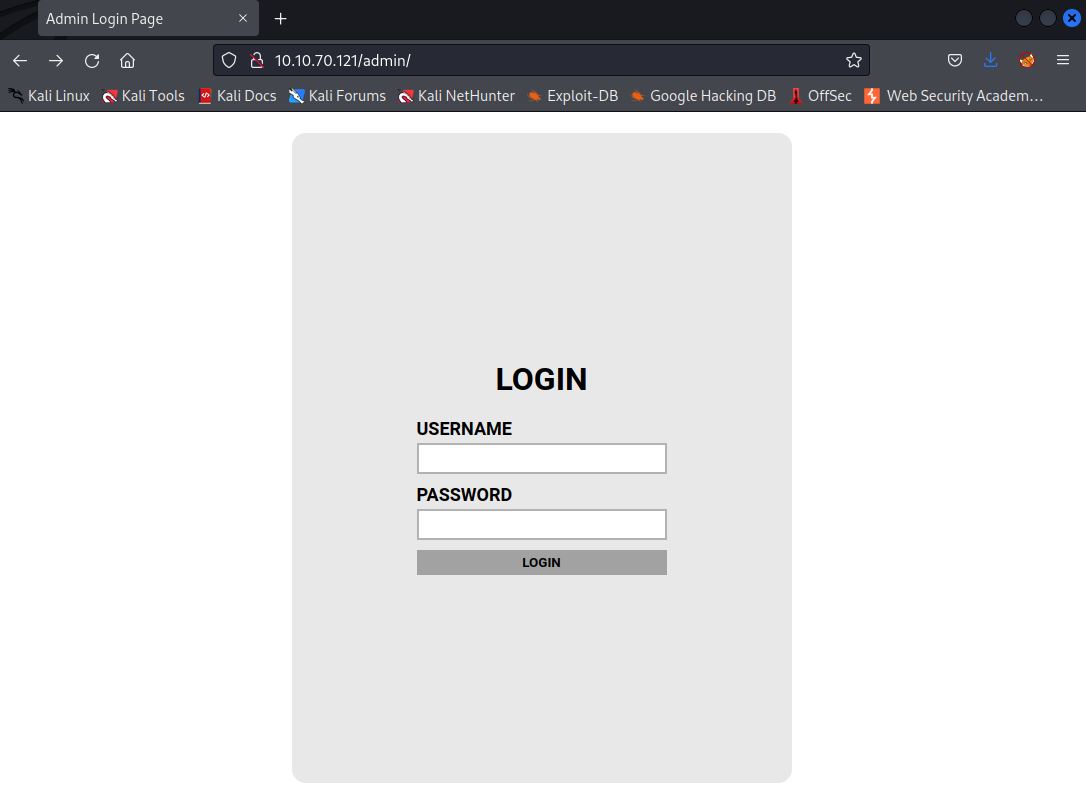 Admin Login Page
10.10.70.121/admin/
Kali Linux Kali Tools Kali Docs Kali Forums Kali NetHunter Exploit-DB Google Hacking DB OffSec Web Security Academ…
LOGIN
USERNAME
PASSWORD
LOGIN